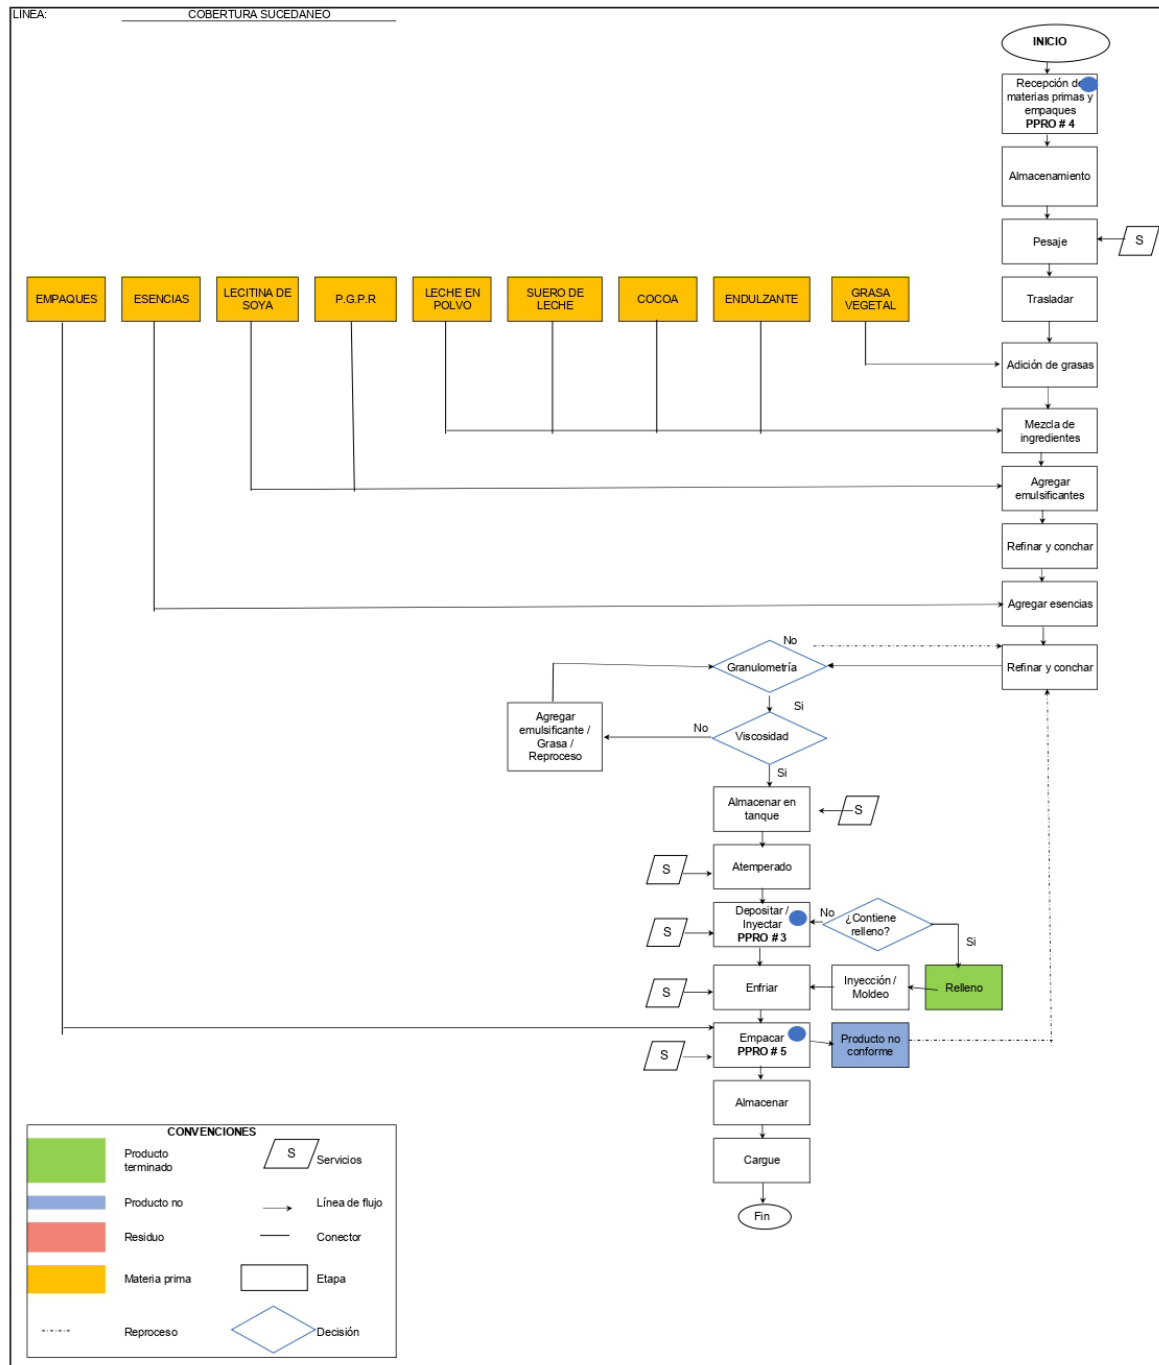 LINEA: COBERTURA SUCEDANEO
INICIO
Recepción de
materias primas y
empaques
PPRO # 4
Almacenamiento
Pesaje
S
Trasladar
EMPAQUES
ESENCIAS
LECITINA DE
SOYA
P.G.P.R
LECHE EN
POLVO
SUERO DE
LECHE
COCOA
ENDULZANTE
GRASA
VEGETAL
Adición de grasas
Mezcla de
ingredientes
Agregar
emulsificantes
Refinar y conchar
Agregar esencias
Refinar y conchar
No
Granulometría
Si
Agregar
emulsificante /
Grasa /
Reproceso
No
Viscosidad
Si
Almacenar en
tanque
S
Atemperado
S
Depositar /
Inyectar
PPRO # 3
S
No
¿Contiene
relleno?
Si
Enfriar
S
Inyección /
Moldeo
Relleno
Empacar
PPRO # 5
S
Producto no
conforme
Almacenar
Cargue
Fin
CONVENCIONES
Producto
terminado
S
Servicios
Producto no
Línea de flujo
Residuo
Conector
Materia prima
Etapa
Reproceso
Decisión